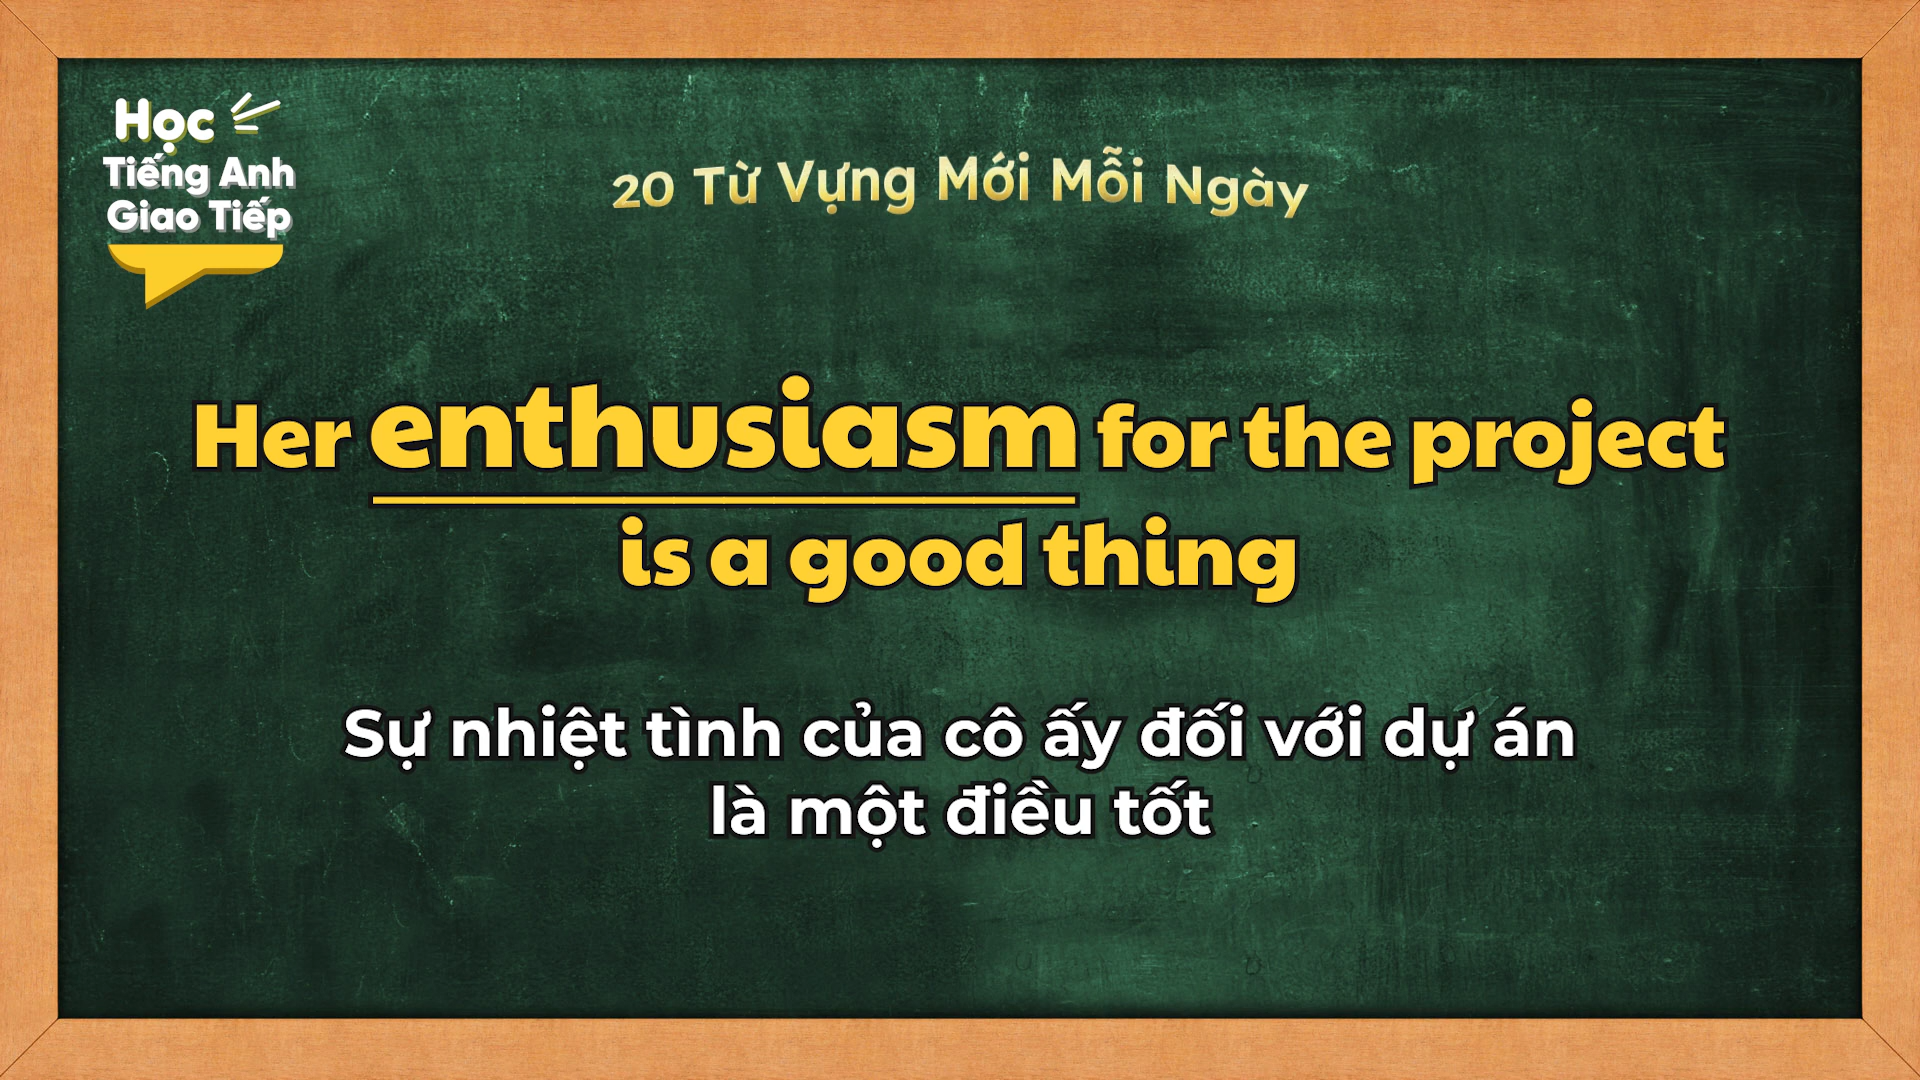 Học
Tiếng Anh
Giao Tiếp
20 Từ Vựng Mới Mỗi Ngày
Her enthusiasm for the project
is a good thing
Sự nhiệt tình của cô ấy đối với dự án
là một điều tốt